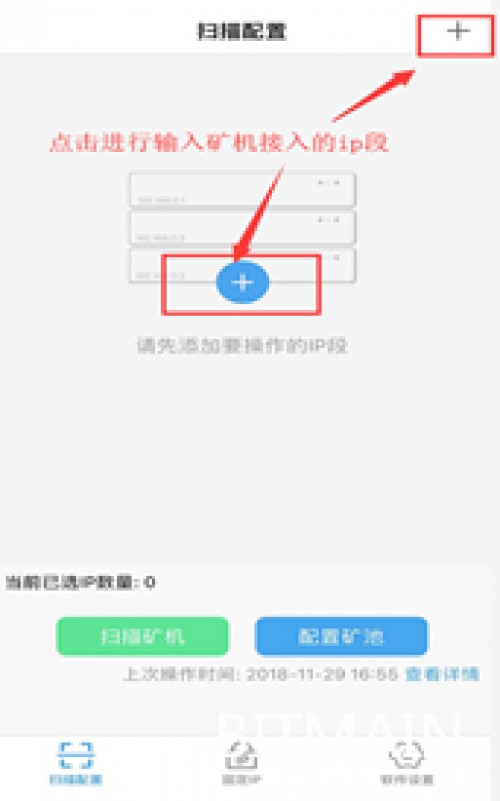 扫描配置
点击进行输入矿机接入的ip段
请先添加要操作的IP段
当前已选IP数量: 0
扫描矿机
配置矿池
上次操作时间: 2018-11-29 16:55 查看详情
BITMAIN
扫描配置
固定IP
软件设置